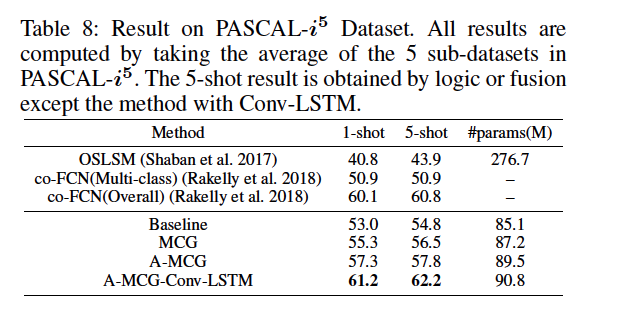 Table 8: Result on PASCAL-i⁵ Dataset. All results are
computed by taking the average of the 5 sub-datasets in
PASCAL-i⁵. The 5-shot result is obtained by logic or fusion
except the method with Conv-LSTM.
Method 1-shot 5-shot #params(M)
OSLSM (Shaban et al. 2017) 40.8 43.9 276.7
co-FCN(Multi-class) (Rakelly et al. 2018) 50.9 50.9 –
co-FCN(Overall) (Rakelly et al. 2018) 60.1 60.8 –
Baseline 53.0 54.8 85.1
MCG 55.3 56.5 87.2
A-MCG 57.3 57.8 89.5
A-MCG-Conv-LSTM 61.2 62.2 90.8